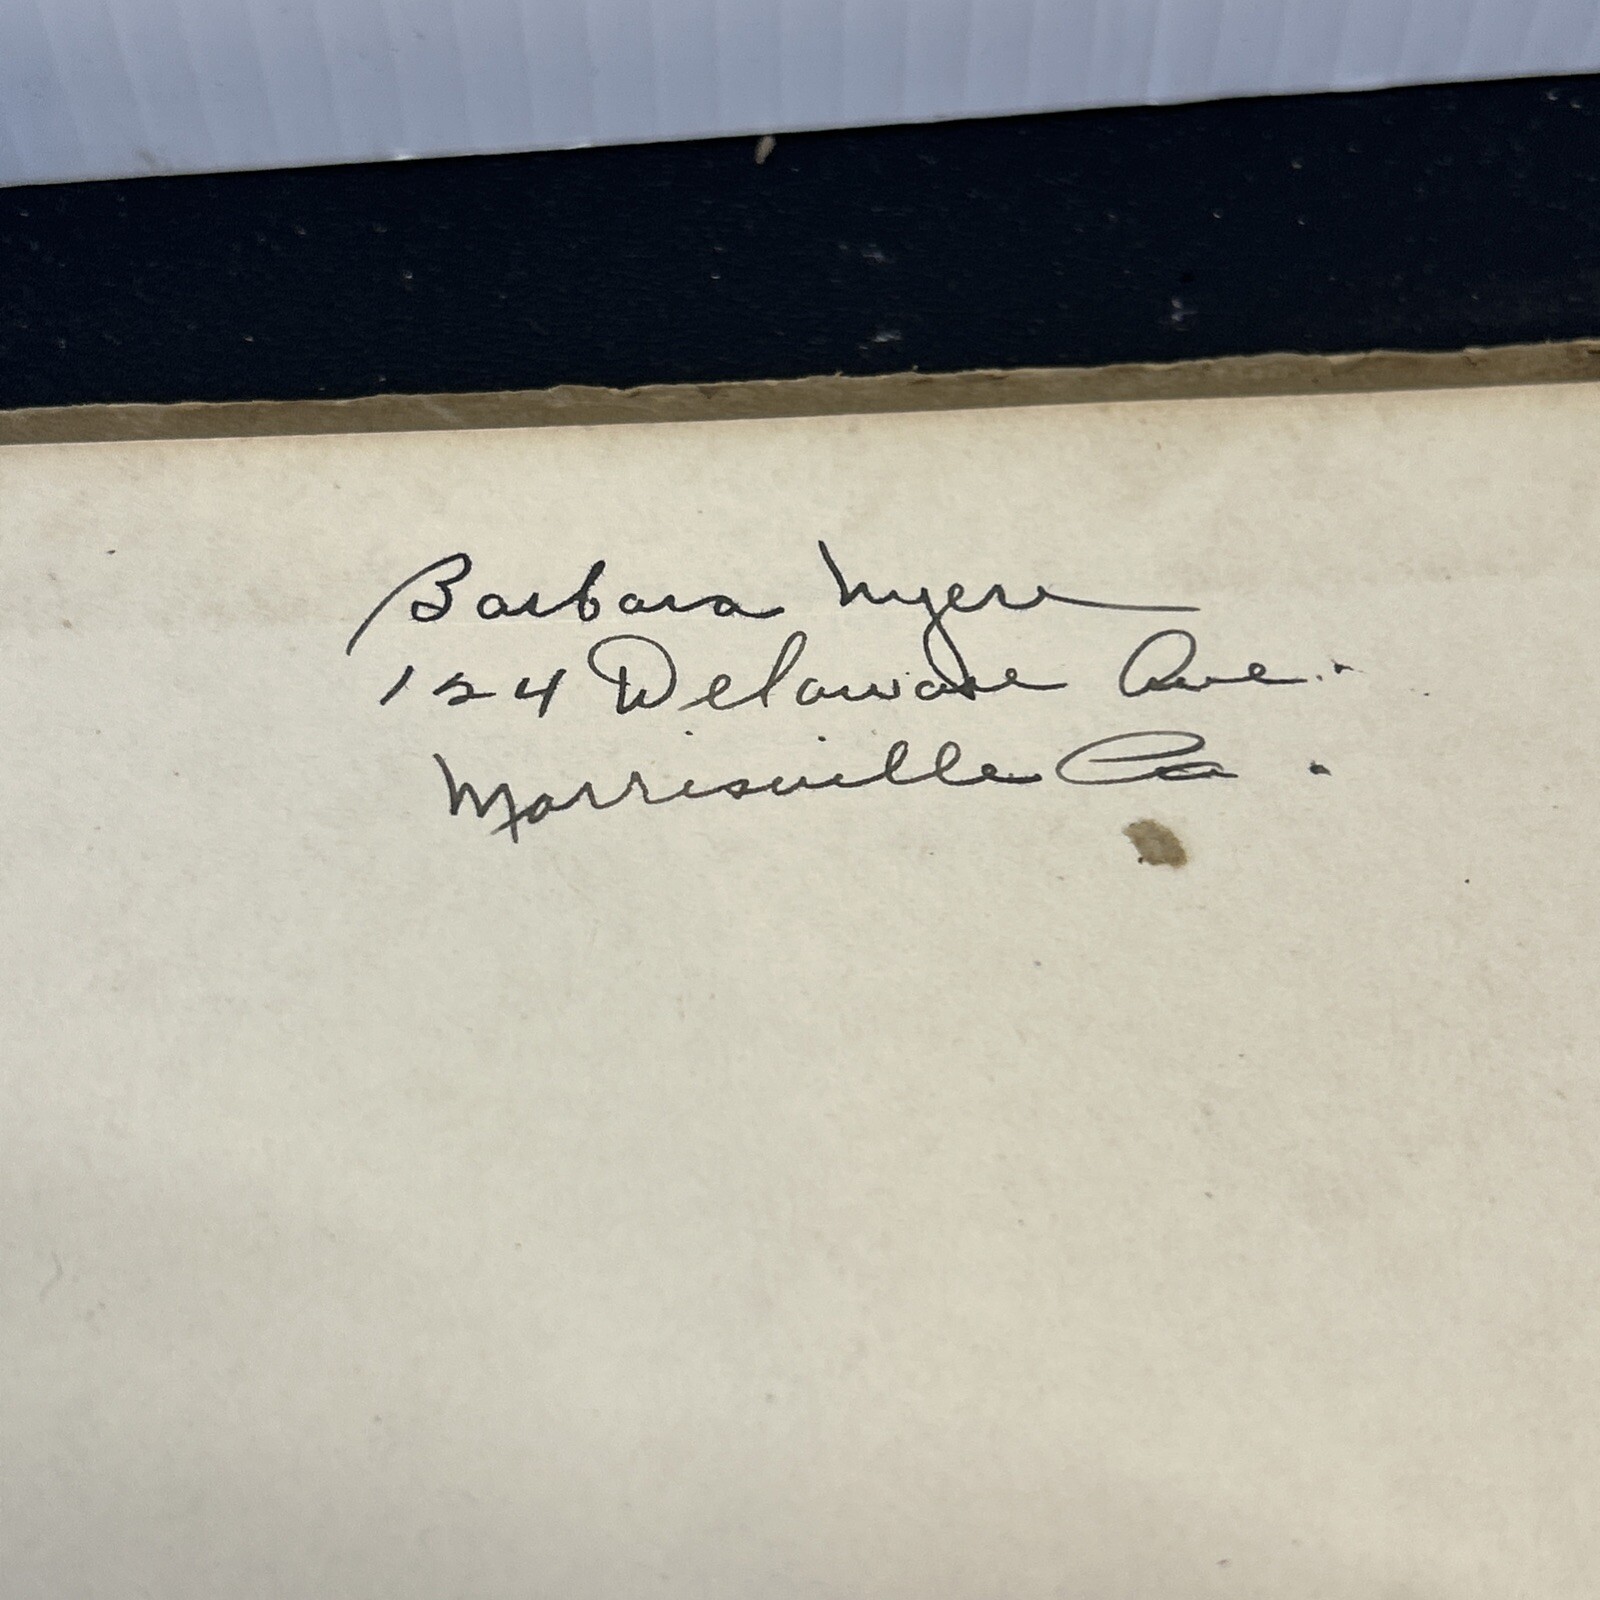 Barbara Myers
124 Delaware Ave.
Morrisville Pa.